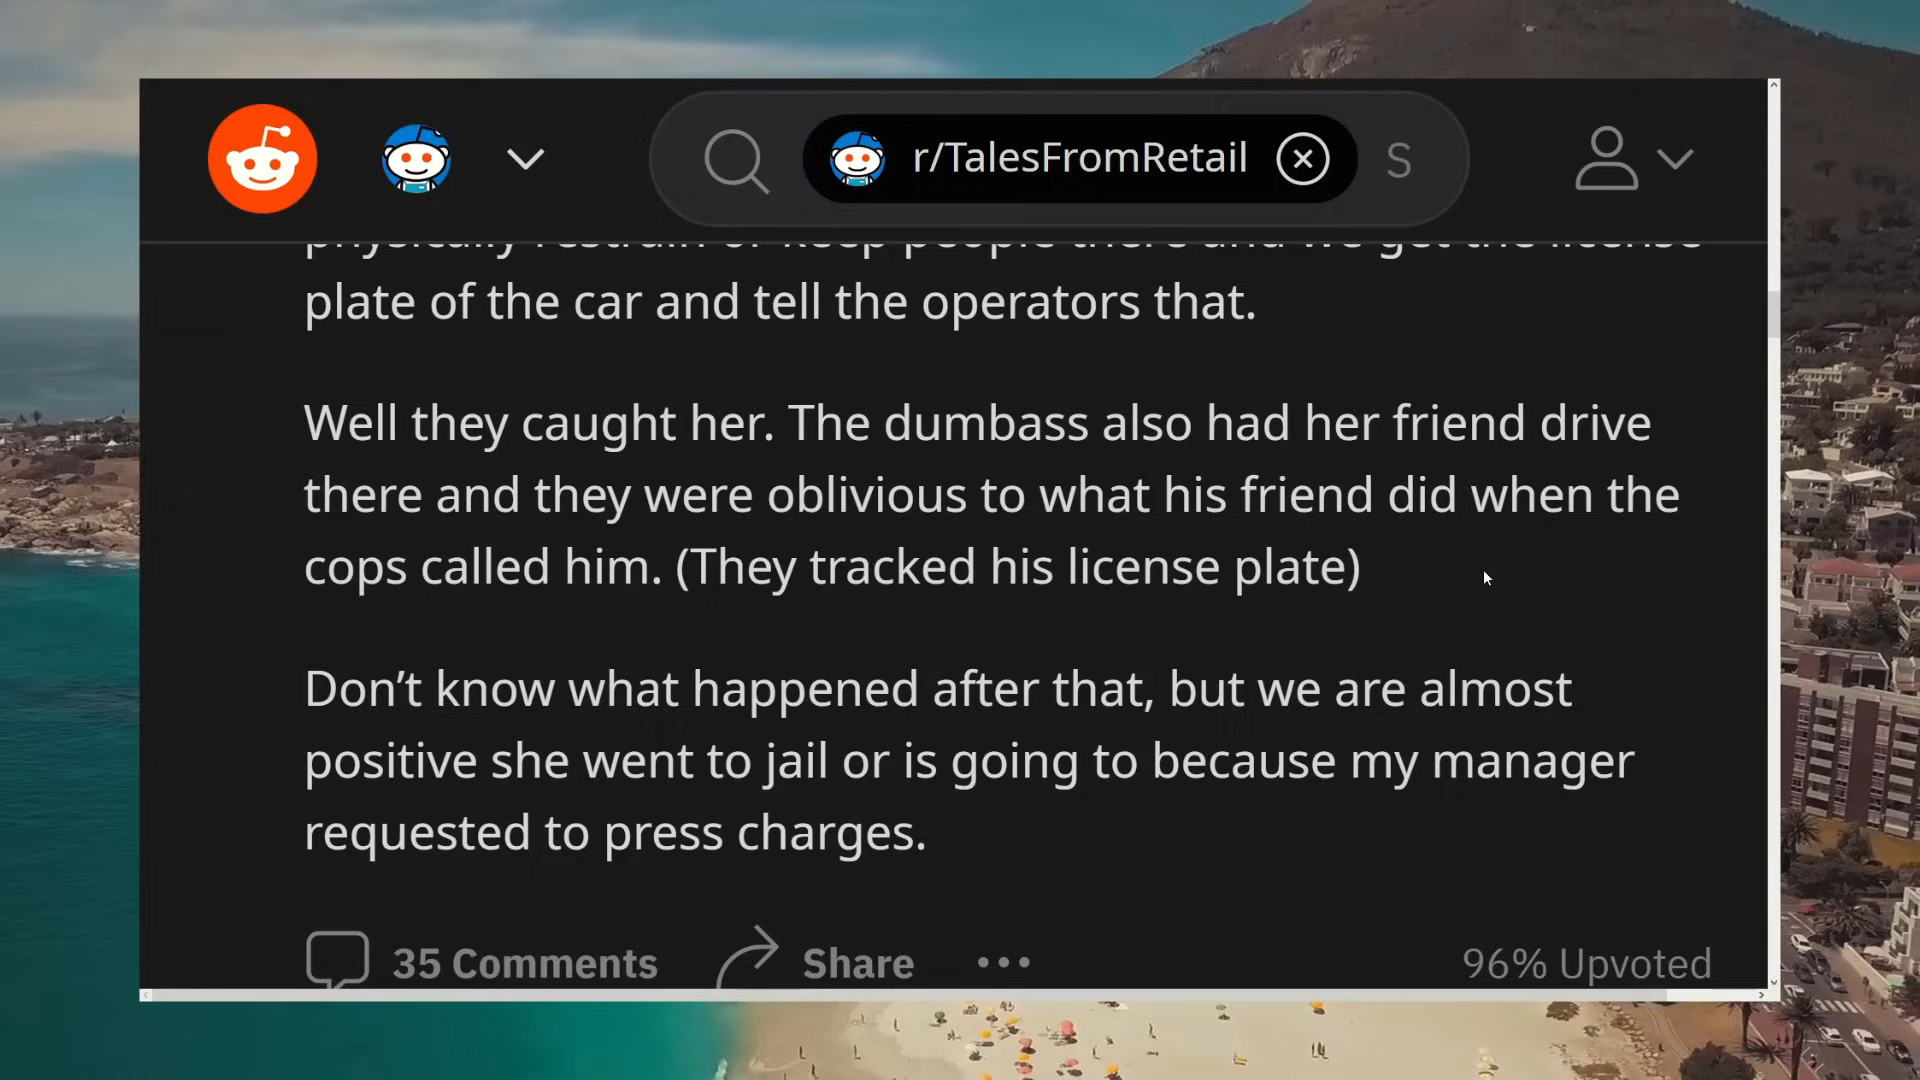 r/TalesFromRetail S
physically restrain or keep people there and we get the license
plate of the car and tell the operators that.
Well they caught her. The dumbass also had her friend drive
there and they were oblivious to what his friend did when the
cops called him. (They tracked his license plate)
Don’t know what happened after that, but we are almost
positive she went to jail or is going to because my manager
requested to press charges.
35 Comments Share ••• 96% Upvoted